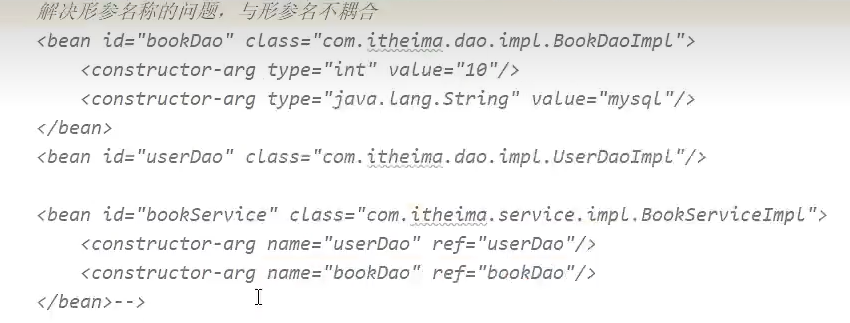 解决形参名称的问题，与形参名不耦合
<bean id="bookDao" class="com.itheima.dao.impl.BookDaoImpl">
<constructor-arg type="int" value="10"/>
<constructor-arg type="java.lang.String" value="mysql"/>
</bean>
<bean id="userDao" class="com.itheima.dao.impl.UserDaoImpl"/>
<bean id="bookService" class="com.itheima.service.impl.BookServiceImpl">
<constructor-arg name="userDao" ref="userDao"/>
<constructor-arg name="bookDao" ref="bookDao"/>
</bean>-->